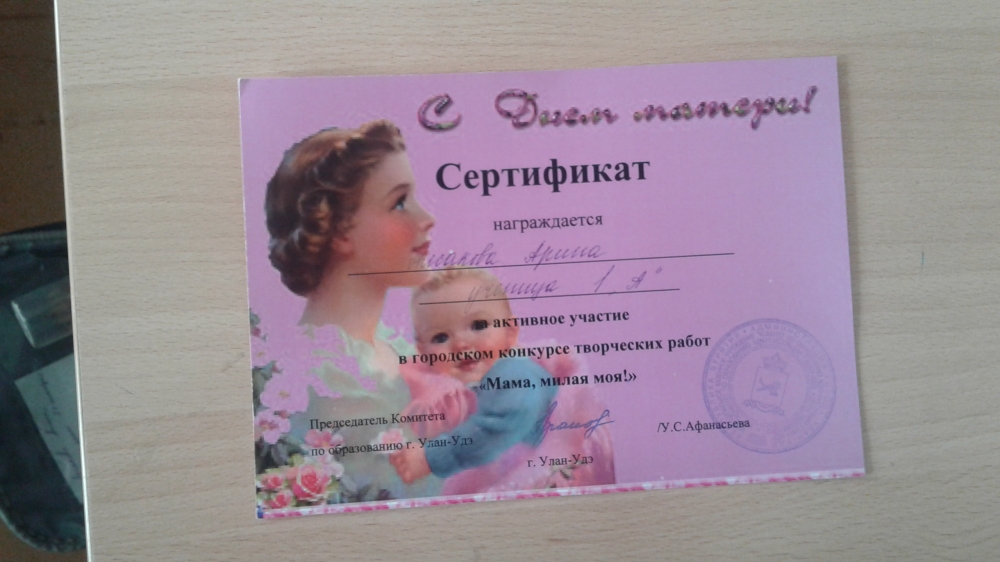 С Днем матери!
Сертификат
награждается
Арина
ученица 1 "А"
за активное участие
в городском конкурсе творческих работ
«Мама, милая моя!»
Председатель Комитета
по образованию г. Улан-Удэ
/У.С.Афанасьева
г. Улан-Удэ